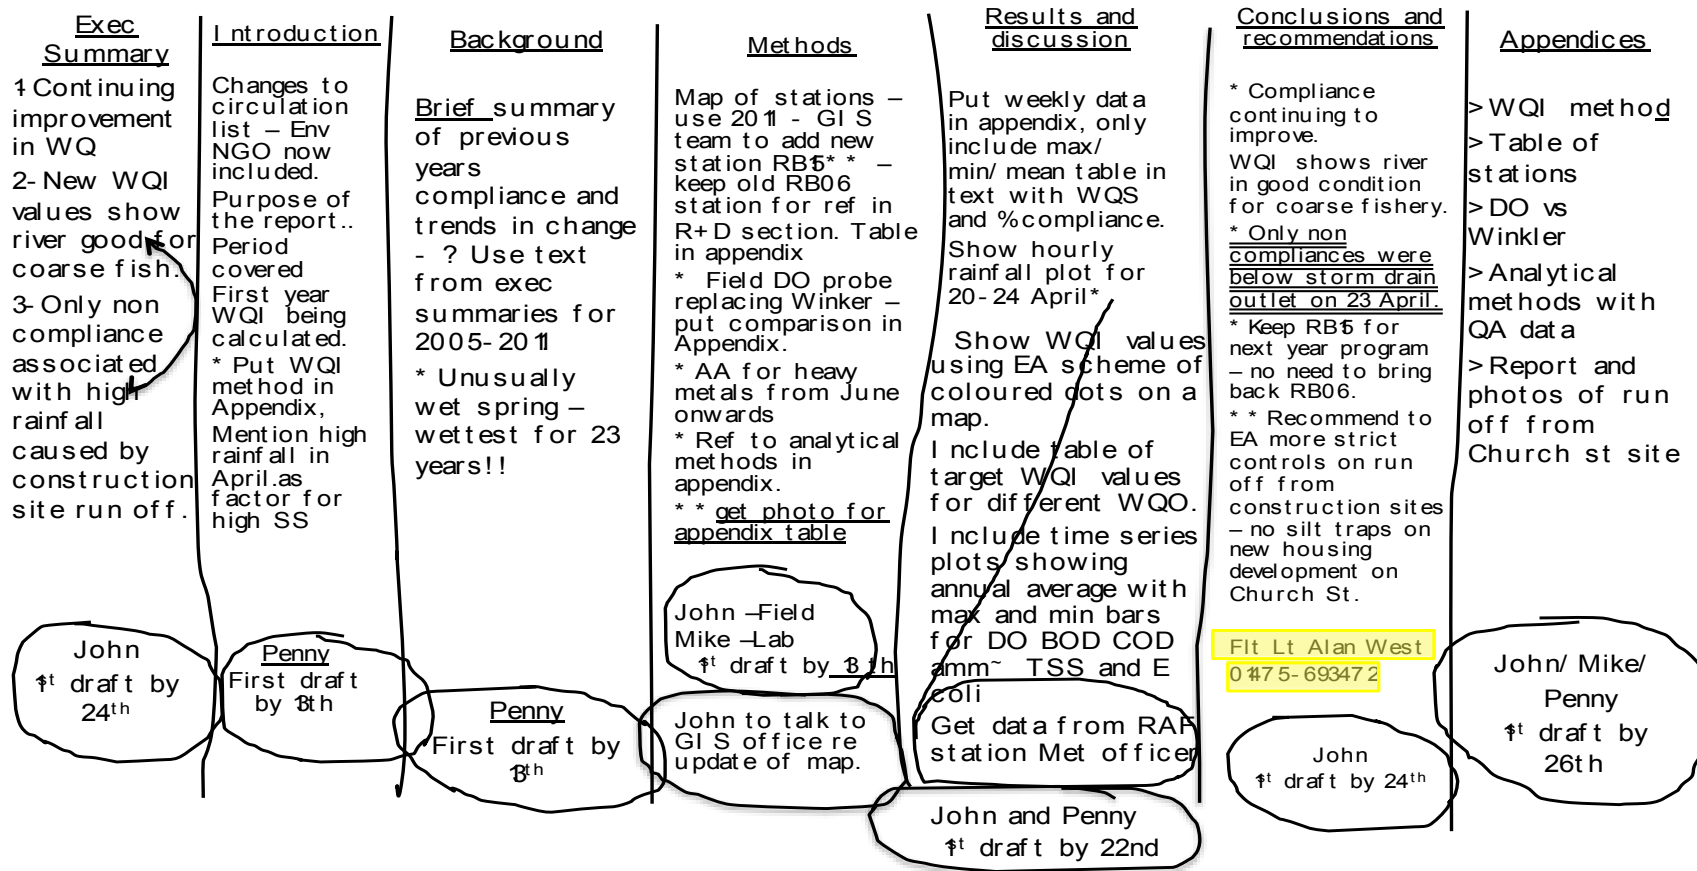 Exec
Summary
1 Continuing
improvement
in WQ
2- New WQI
values show
river good for
coarse fish.
3- Only non
compliance
associated
with high
rainfall
caused by
construction
site run off.
John
1st draft by
24th
Introduction
Changes to
circulation
list – Env
NGO now
included.
Purpose of
the report..
Period
covered
First year
WQI being
calculated.
* Put WQI
method in
Appendix,
Mention high
rainfall in
April.as
factor for
high SS
Penny
First draft
by 13th
Background
Brief summary
of previous
years
compliance and
trends in change
- ? Use text
from exec
summaries for
2005-2011
* Unusually
wet spring –
wettest for 23
years!!
Penny
First draft by
13th
Methods
Map of stations –
use 2011 - GIS
team to add new
station RB15** –
keep old RB06
station for ref in
R+D section. Table
in appendix
* Field DO probe
replacing Winker –
put comparison in
Appendix.
* AA for heavy
metals from June
onwards
* Ref to analytical
methods in
appendix.
** get photo for
appendix table
John –Field
Mike –Lab
1st draft by 13th
John to talk to
GIS office re
update of map.
Results and
discussion
Put weekly data
in appendix, only
include max/
min/mean table in
text with WQS
and %compliance.
Show hourly
rainfall plot for
20-24 April*
Show WQI values
using EA scheme of
coloured dots on a
map.
Include table of
target WQI values
for different WQO.
Include time series
plots showing
annual average with
max and min bars
for DO BOD COD
amm~ TSS and E
coli
Get data from RAF
station Met officer
John and Penny
1st draft by 22nd
Conclusions and
recommendations
* Compliance
continuing to
improve.
WQI shows river
in good condition
for coarse fishery.
* Only non
compliances were
below storm drain
outlet on 23 April.
* Keep RB15 for
next year program
– no need to bring
back RB06.
** Recommend to
EA more strict
controls on run
off from
construction sites
– no silt traps on
new housing
development on
Church St.
Flt Lt Alan West
01475-693472
John
1st draft by 24th
Appendices
>WQI method
>Table of
stations
>DO vs
Winkler
>Analytical
methods with
QA data
>Report and
photos of run
off from
Church st site
John/Mike/
Penny
1st draft by
26th